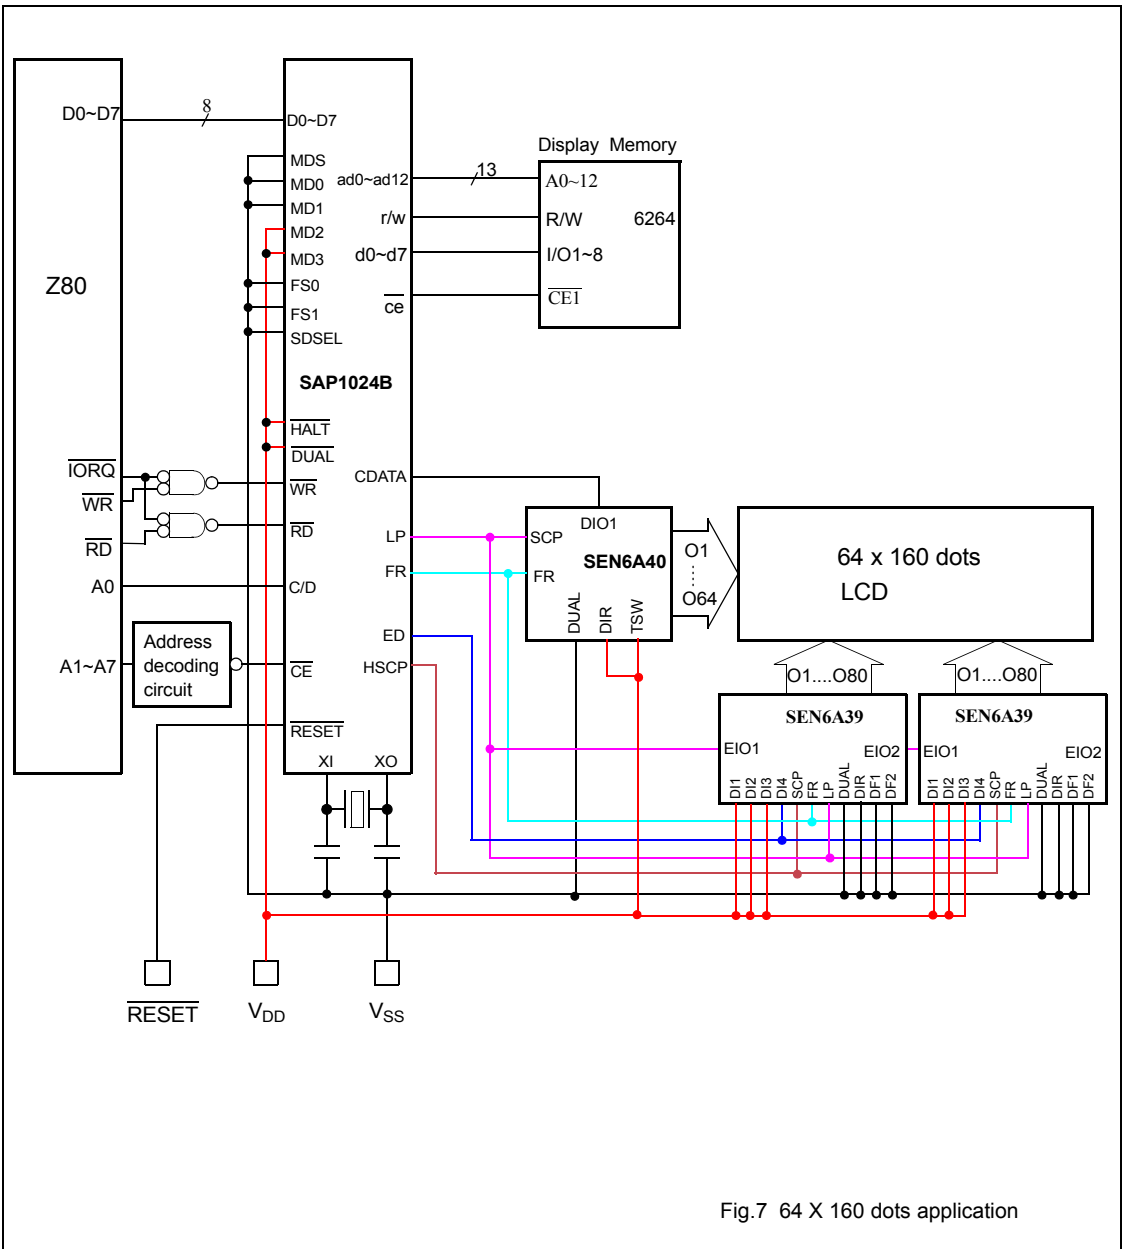 Z80
D0~D7
IORQ
WR
RD
A0
A1~A7
8
Address
decoding
circuit
D0~D7
MDS
MD0
MD1
MD2
MD3
FS0
FS1
SDSEL
SAP1024B
HALT
DUAL
WR
RD
C/D
CE
RESET
XI
XO
ad0~ad12
r/w
d0~d7
ce
CDATA
LP
FR
ED
HSCP
13
Display Memory
A0~12
R/W
6264
I/O1~8
CE1
DIO1
SCP
SEN6A40
FR
DUAL
DIR
TSW
O1
......
O64
64 x 160 dots
LCD
O1....O80
O1....O80
SEN6A39
EIO1
EIO2
DI1
DI2
DI3
DI4
SCP
FR
LP
DUAL
DIR
DF1
DF2
SEN6A39
EIO1
EIO2
DI1
DI2
DI3
DI4
SCP
FR
LP
DUAL
DIR
DF1
DF2
RESET
VDD
VSS
Fig.7 64 X 160 dots application